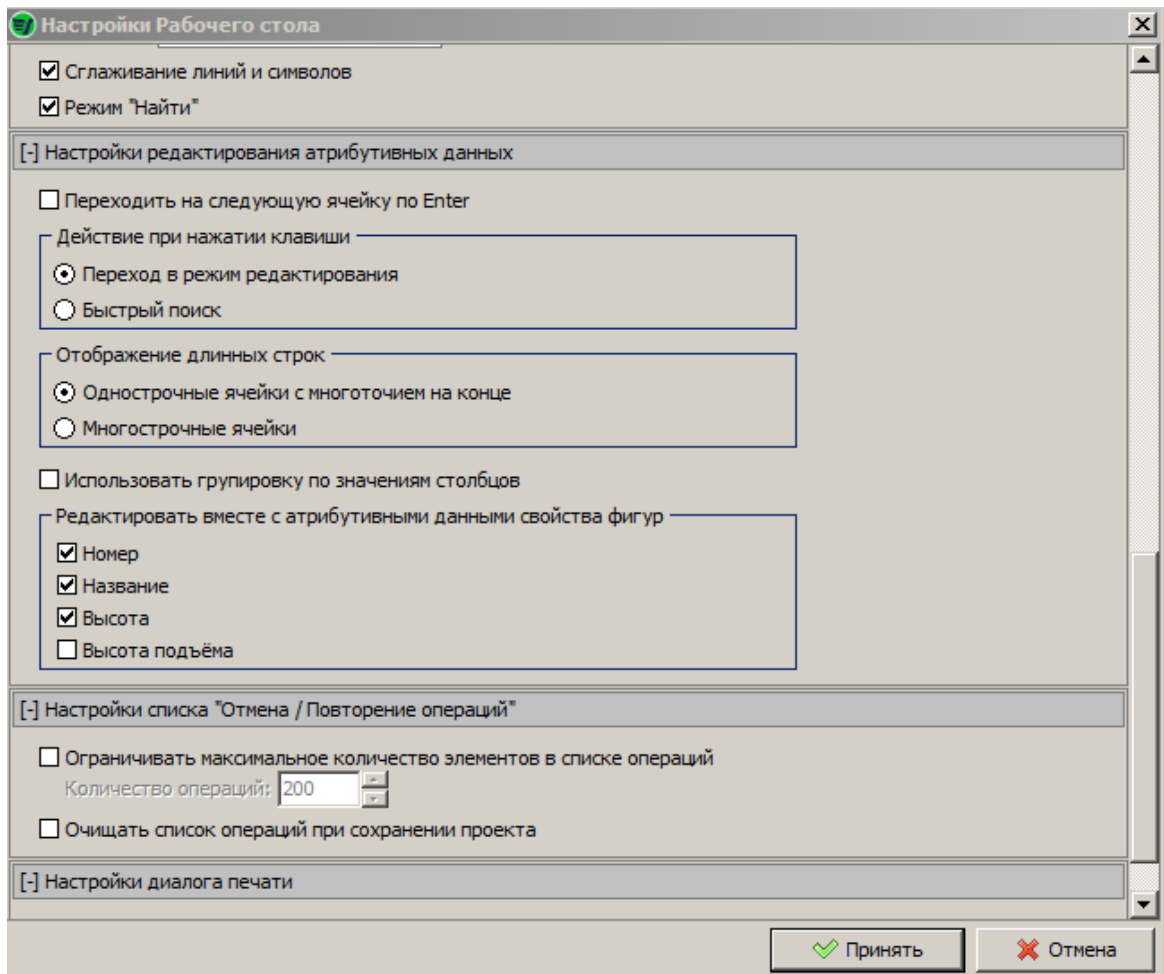 Настройки Рабочего стола
Сглаживание линий и символов
Режим "Найти"
[-] Настройки редактирования атрибутивных данных
Переходить на следующую ячейку по Enter
Действие при нажатии клавиши
Переход в режим редактирования
Быстрый поиск
Отображение длинных строк
Однострочные ячейки с многоточием на конце
Многострочные ячейки
Использовать групировку по значениям столбцов
Редактировать вместе с атрибутивными данными свойства фигур
Номер
Название
Высота
Высота подъёма
[-] Настройки списка "Отмена / Повторение операций"
Ограничивать максимальное количество элементов в списке операций
Количество операций: 200
Очищать список операций при сохранении проекта
[-] Настройки диалога печати
Принять Отмена